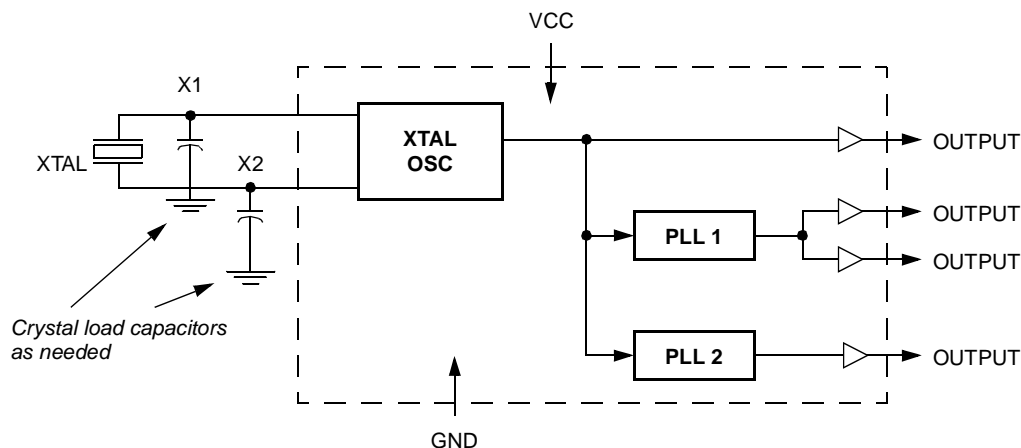 VCC
X1
XTAL
OSC
OUTPUT
XTAL
X2
PLL 1
OUTPUT
OUTPUT
Crystal load capacitors
as needed
PLL 2
OUTPUT
GND